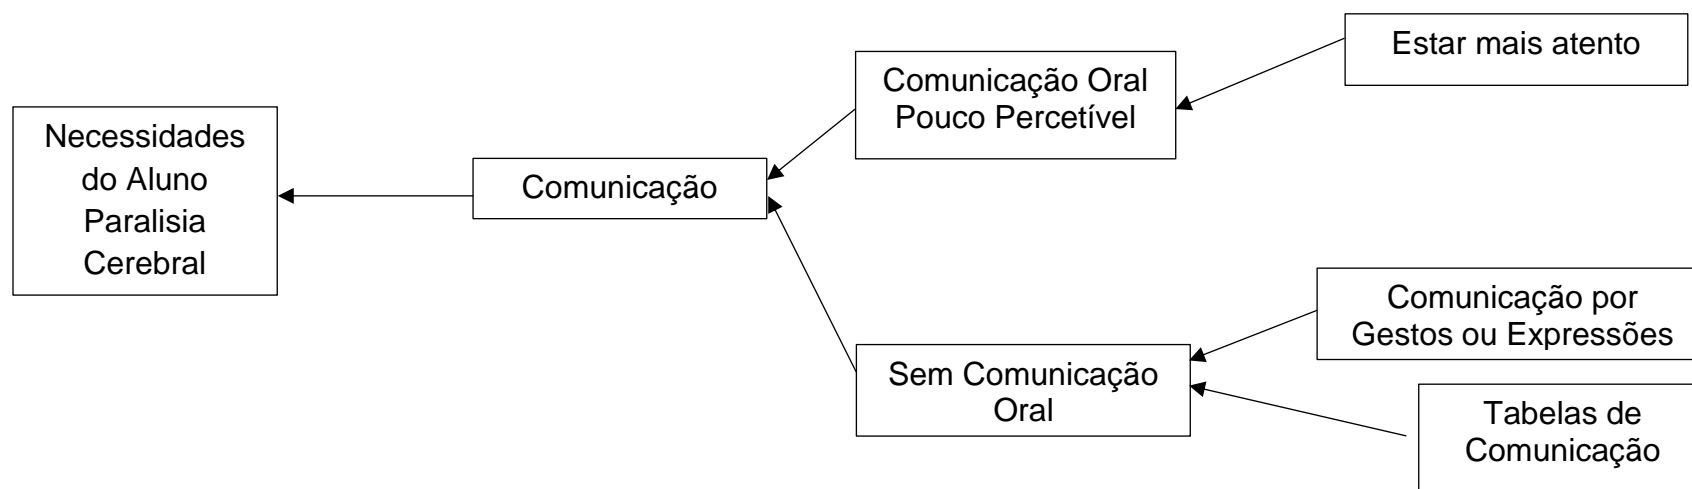 Necessidades
do Aluno
Paralisia
Cerebral
Comunicação
Comunicação Oral
Pouco Percetível
Estar mais atento
Sem Comunicação
Oral
Comunicação por
Gestos ou Expressões
Tabelas de
Comunicação